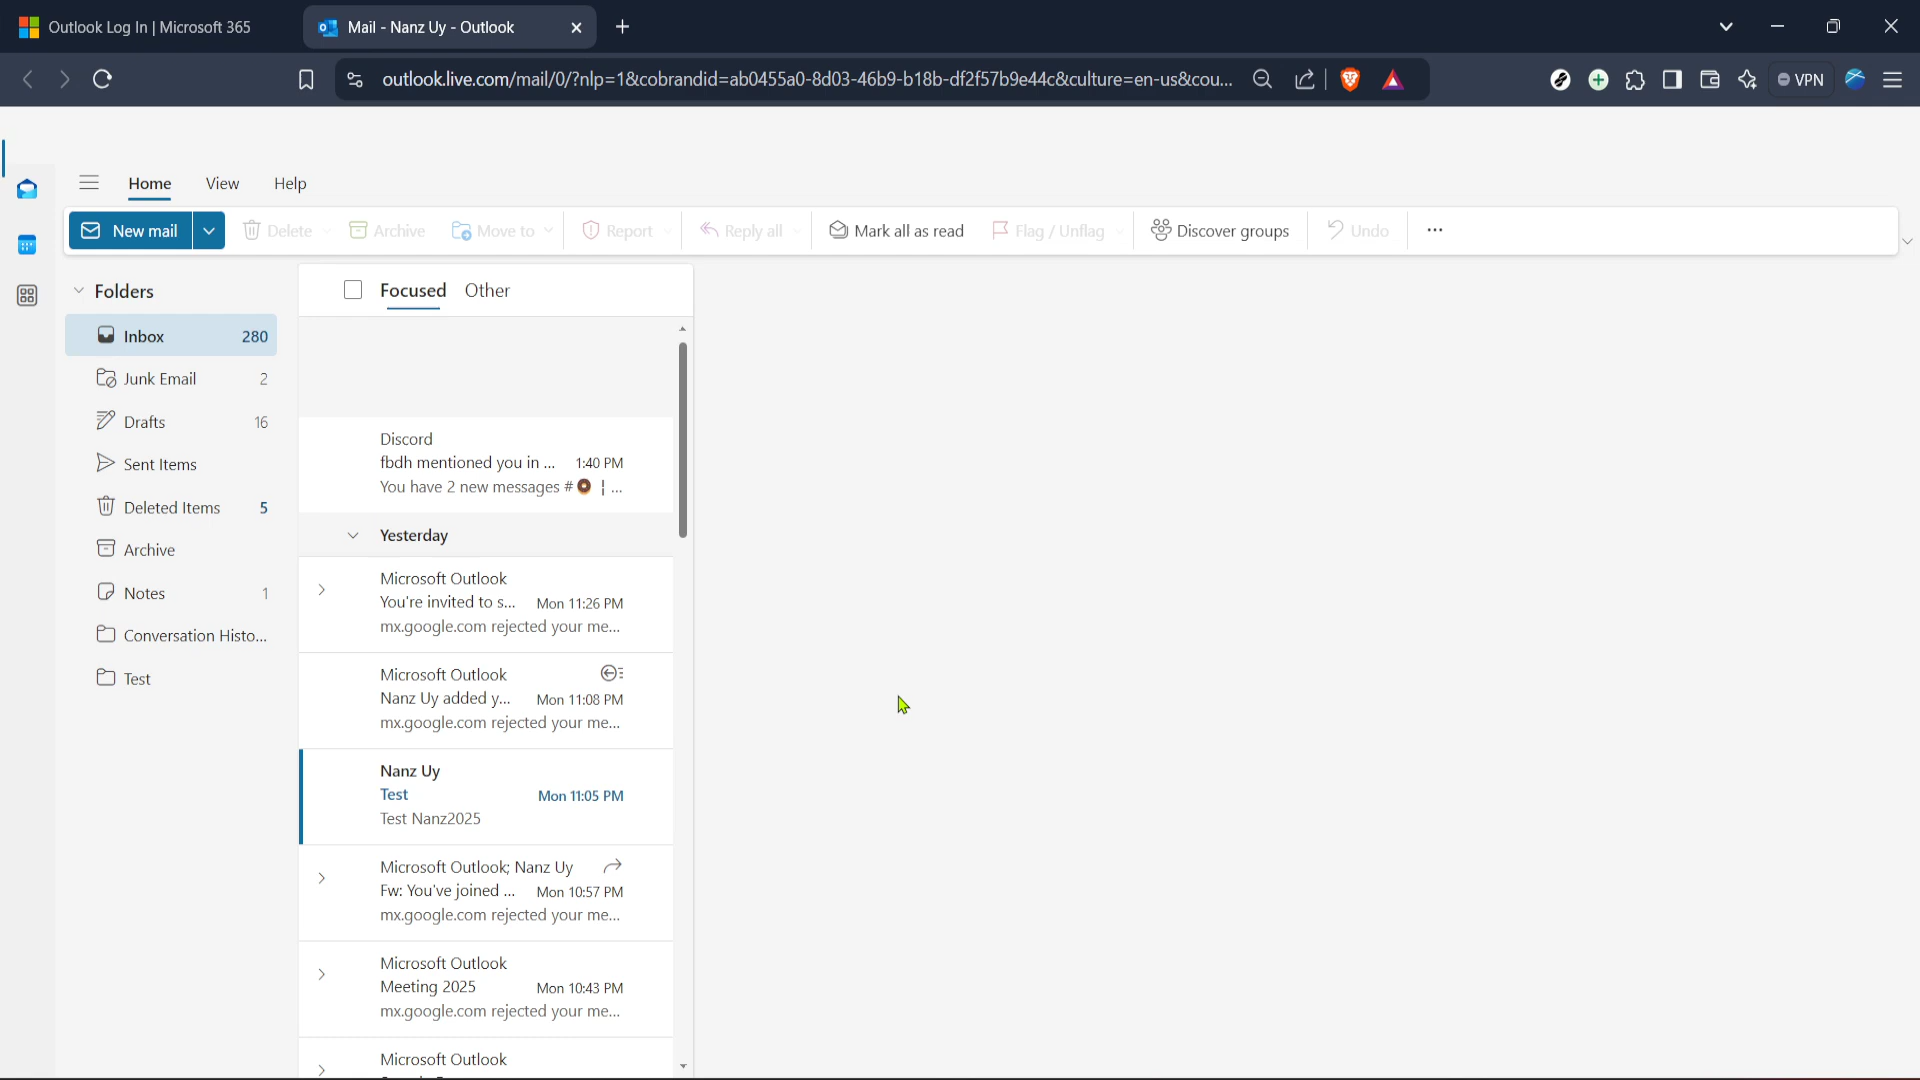 Outlook Log In | Microsoft 365
Mail - Nanz Uy - Outlook
outlook.live.com/mail/0/?nlp=1&cobrandid=ab0455a0-8d03-46b9-b18b-df2f57b9e44c&culture=en-us&cou...
VPN
Home View Help
New mail Delete Archive Move to Report Reply all Mark all as read Flag / Unflag Discover groups Undo
Folders
Inbox 280
Junk Email 2
Drafts 16
Sent Items
Deleted Items 5
Archive
Notes 1
Conversation Histo...
Test
Focused Other
Discord
fbdh mentioned you in ... 1:40 PM
You have 2 new messages #🍩 ¦ ...
Yesterday
Microsoft Outlook
You're invited to s... Mon 11:26 PM
mx.google.com rejected your me...
Microsoft Outlook
Nanz Uy added y... Mon 11:08 PM
mx.google.com rejected your me...
Nanz Uy
Test Mon 11:05 PM
Test Nanz2025
Microsoft Outlook; Nanz Uy
Fw: You've joined ... Mon 10:57 PM
mx.google.com rejected your me...
Microsoft Outlook
Meeting 2025 Mon 10:43 PM
mx.google.com rejected your me...
Microsoft Outlook